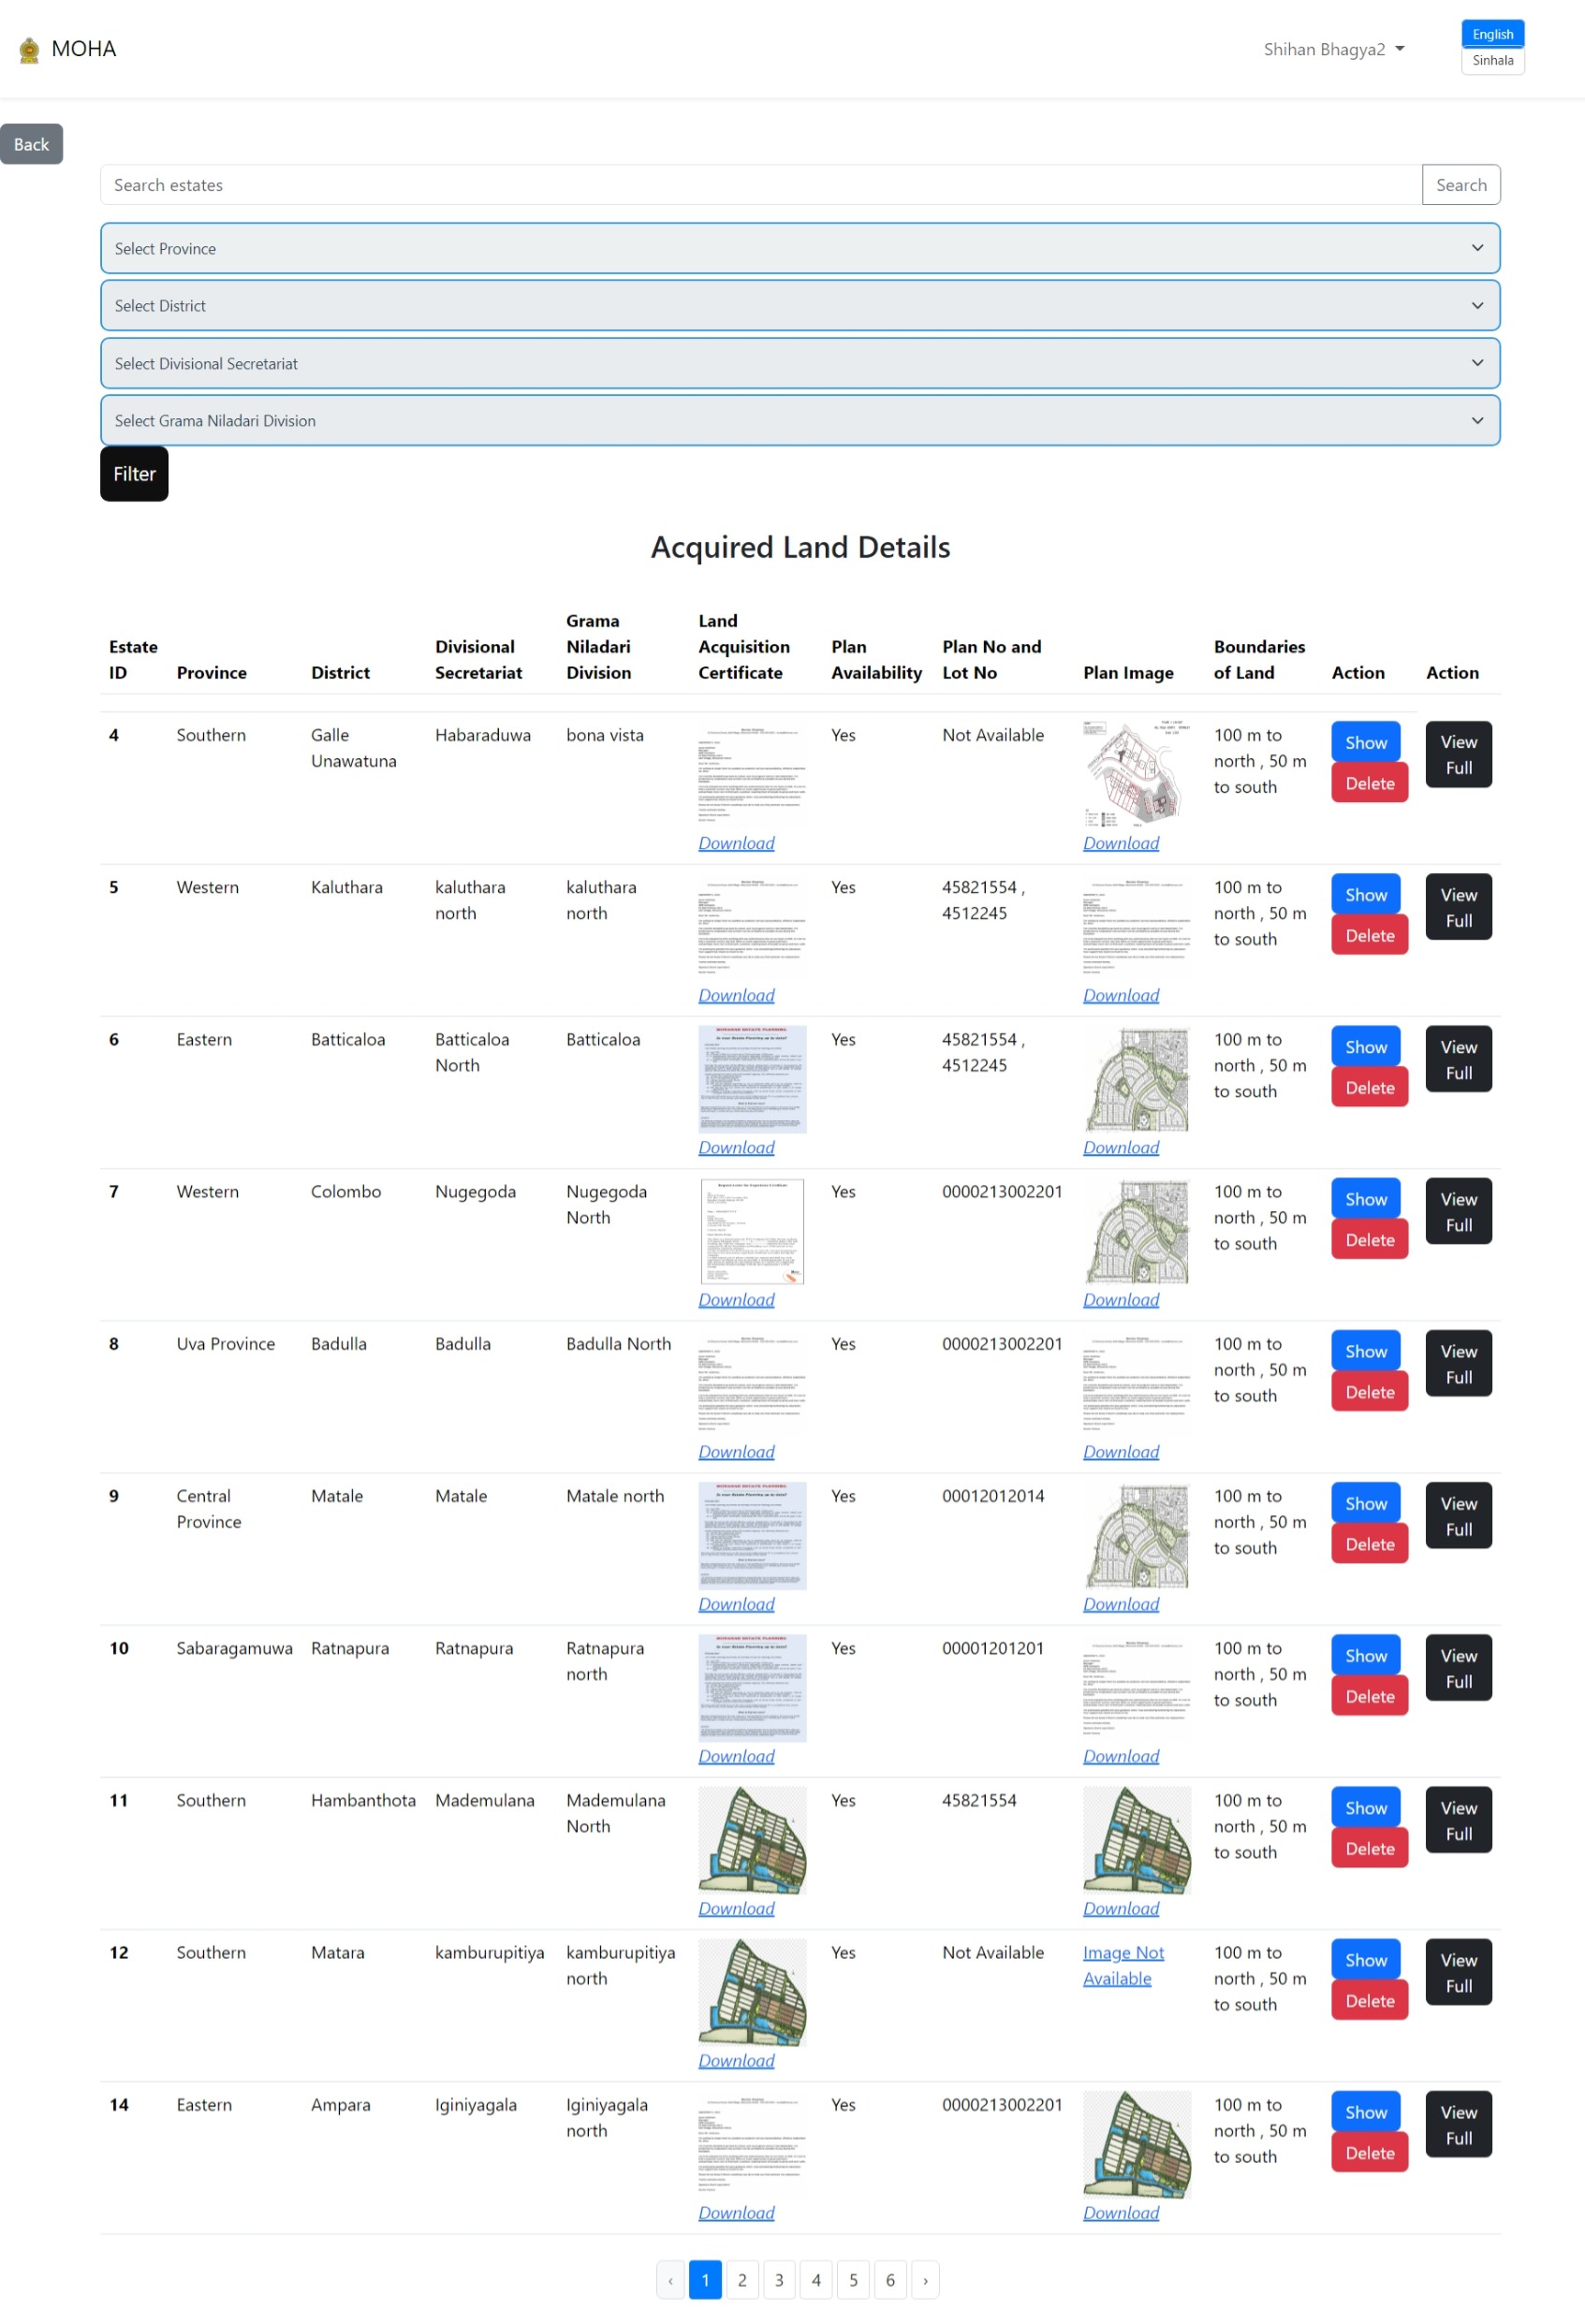 MOHA
Shihan Bhagya2
English
Sinhala
Back
Search estates
Search
Select Province
Select District
Select Divisional Secretariat
Select Grama Niladari Division
Filter
Acquired Land Details
Estate ID
Province
District
Divisional Secretariat
Grama Niladari Division
Land Acquisition Certificate
Plan Availability
Plan No and Lot No
Plan Image
Boundaries of Land
Action
Action
4
Southern
Galle Unawatuna
Habaraduwa
bona vista
Download
Yes
Not Available
Download
100 m to north , 50 m to south
Show
Delete
View Full
5
Western
Kaluthara
kaluthara north
kaluthara north
Download
Yes
45821554 , 4512245
Download
100 m to north , 50 m to south
Show
Delete
View Full
6
Eastern
Batticaloa
Batticaloa North
Batticaloa
Download
Yes
45821554 , 4512245
Download
100 m to north , 50 m to south
Show
Delete
View Full
7
Western
Colombo
Nugegoda
Nugegoda North
Download
Yes
0000213002201
Download
100 m to north , 50 m to south
Show
Delete
View Full
8
Uva Province
Badulla
Badulla
Badulla North
Download
Yes
0000213002201
Download
100 m to north , 50 m to south
Show
Delete
View Full
9
Central Province
Matale
Matale
Matale north
Download
Yes
00012012014
Download
100 m to north , 50 m to south
Show
Delete
View Full
10
Sabaragamuwa
Ratnapura
Ratnapura
Ratnapura north
Download
Yes
00001201201
Download
100 m to north , 50 m to south
Show
Delete
View Full
11
Southern
Hambanthota
Mademulana
Mademulana North
Download
Yes
45821554
Download
100 m to north , 50 m to south
Show
Delete
View Full
12
Southern
Matara
kamburupitiya
kamburupitiya north
Download
Yes
Not Available
Image Not Available
100 m to north , 50 m to south
Show
Delete
View Full
14
Eastern
Ampara
Iginiyagala
Iginiyagala north
Download
Yes
0000213002201
Download
100 m to north , 50 m to south
Show
Delete
View Full
‹ 1 2 3 4 5 6 ›